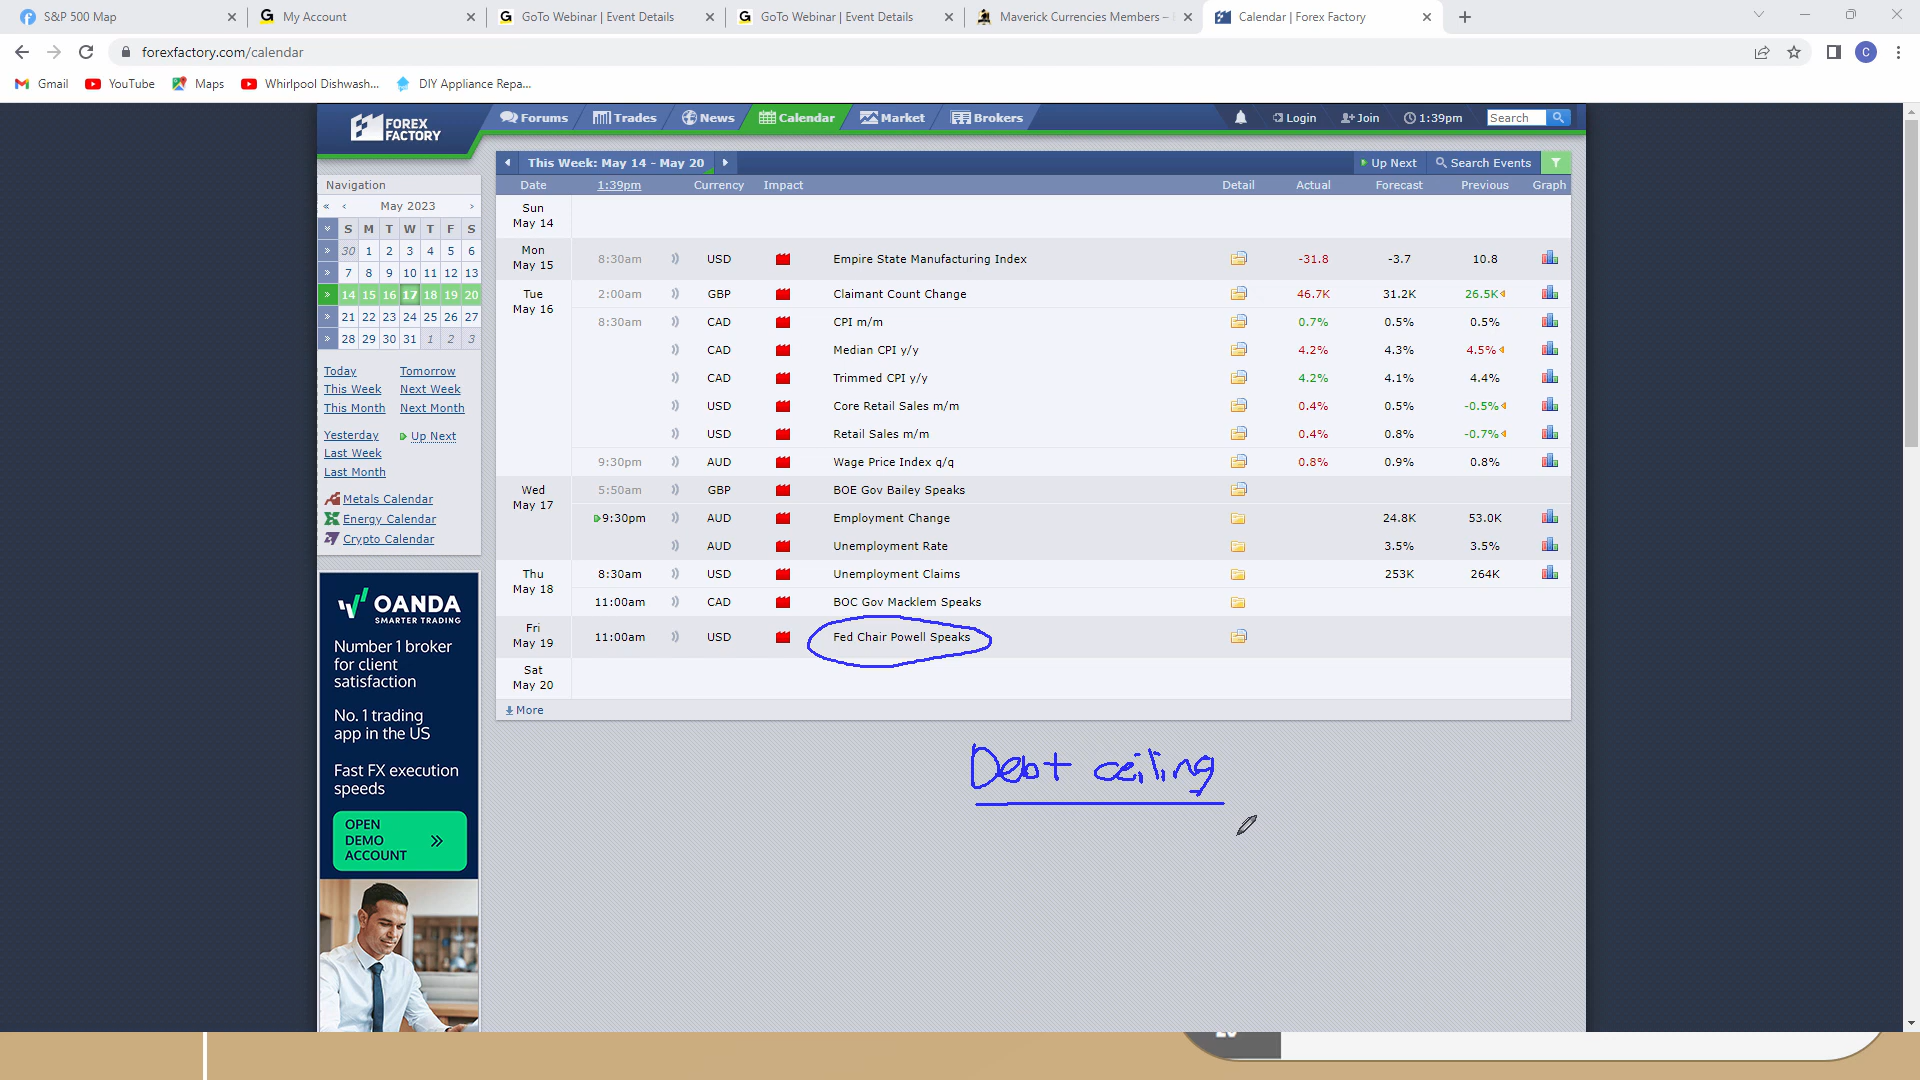 S&P 500 Map
My Account
GoTo Webinar | Event Details
GoTo Webinar | Event Details
Maverick Currencies Members –
Calendar | Forex Factory
forexfactory.com/calendar
C
Gmail
YouTube
Maps
Whirlpool Dishwash...
DIY Appliance Repa...
FOREX FACTORY
Forums
Trades
News
Calendar
Market
Brokers
Login
Join
1:39pm
Search
Navigation
« ‹ May 2023 ›
S M T W T F S
» 30 1 2 3 4 5 6
» 7 8 9 10 11 12 13
» 14 15 16 17 18 19 20
» 21 22 23 24 25 26 27
» 28 29 30 31 1 2 3
Today Tomorrow
This Week Next Week
This Month Next Month
Yesterday Up Next
Last Week
Last Month
Metals Calendar
Energy Calendar
Crypto Calendar
OANDA
SMARTER TRADING
Number 1 broker
for client
satisfaction
No. 1 trading
app in the US
Fast FX execution
speeds
OPEN
DEMO
ACCOUNT
This Week: May 14 - May 20 Up Next Search Events
Date 1:39pm Currency Impact Detail Actual Forecast Previous Graph
Sun
May 14
Mon
May 15
8:30am USD Empire State Manufacturing Index -31.8 -3.7 10.8
Tue
May 16
2:00am GBP Claimant Count Change 46.7K 31.2K 26.5K
8:30am CAD CPI m/m 0.7% 0.5% 0.5%
CAD Median CPI y/y 4.2% 4.3% 4.5%
CAD Trimmed CPI y/y 4.2% 4.1% 4.4%
USD Core Retail Sales m/m 0.4% 0.5% -0.5%
USD Retail Sales m/m 0.4% 0.8% -0.7%
9:30pm AUD Wage Price Index q/q 0.8% 0.9% 0.8%
Wed
May 17
5:50am GBP BOE Gov Bailey Speaks
9:30pm AUD Employment Change 24.8K 53.0K
AUD Unemployment Rate 3.5% 3.5%
Thu
May 18
8:30am USD Unemployment Claims 253K 264K
11:00am CAD BOC Gov Macklem Speaks
Fri
May 19
11:00am USD Fed Chair Powell Speaks
Sat
May 20
More
Debt ceiling